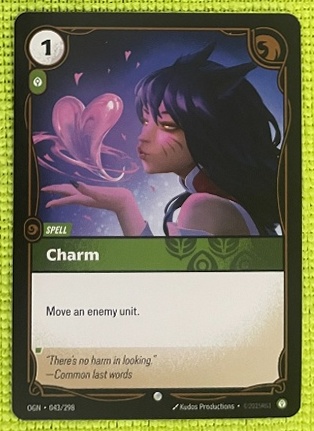 1
SPELL
Charm
Move an enemy unit.
"There's no harm in looking."
—Common last words
OGN • 043/298
Kudos Productions